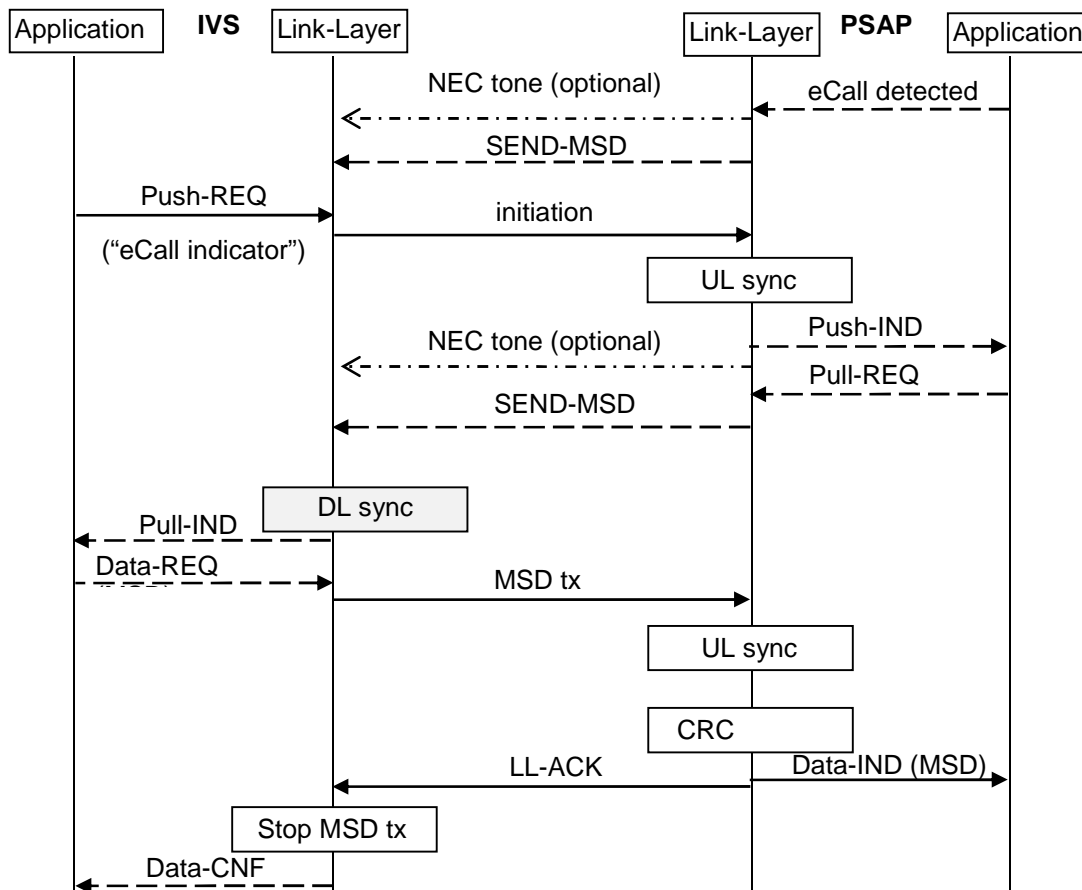 Application IVS Link-Layer Link-Layer PSAP Application
NEC tone (optional) eCall detected
SEND-MSD
Push-REQ initiation
(“eCall indicator”)
UL sync
Push-IND
NEC tone (optional)
Pull-REQ
SEND-MSD
DL sync
Pull-IND
Data-REQ
MSD tx
UL sync
CRC
LL-ACK Data-IND (MSD)
Stop MSD tx
Data-CNF